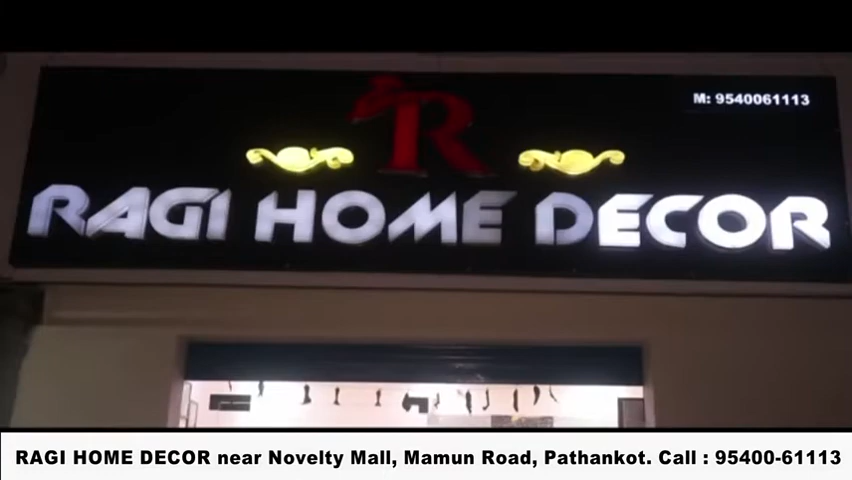 M: 9540061113
R
RAGI HOME DECOR
RAGI HOME DECOR near Novelty Mall, Mamun Road, Pathankot. Call : 95400-61113